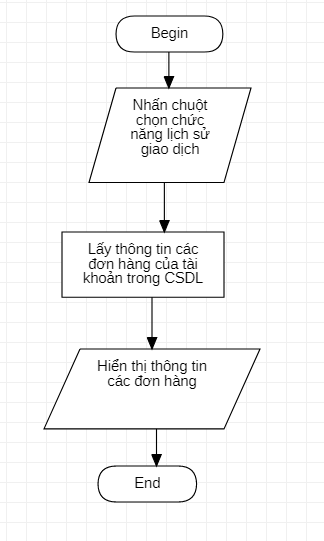 Begin
Nhấn chuột
chọn chức
năng lịch sử
giao dịch
Lấy thông tin các
đơn hàng của tài
khoản trong CSDL
Hiển thị thông tin
các đơn hàng
End